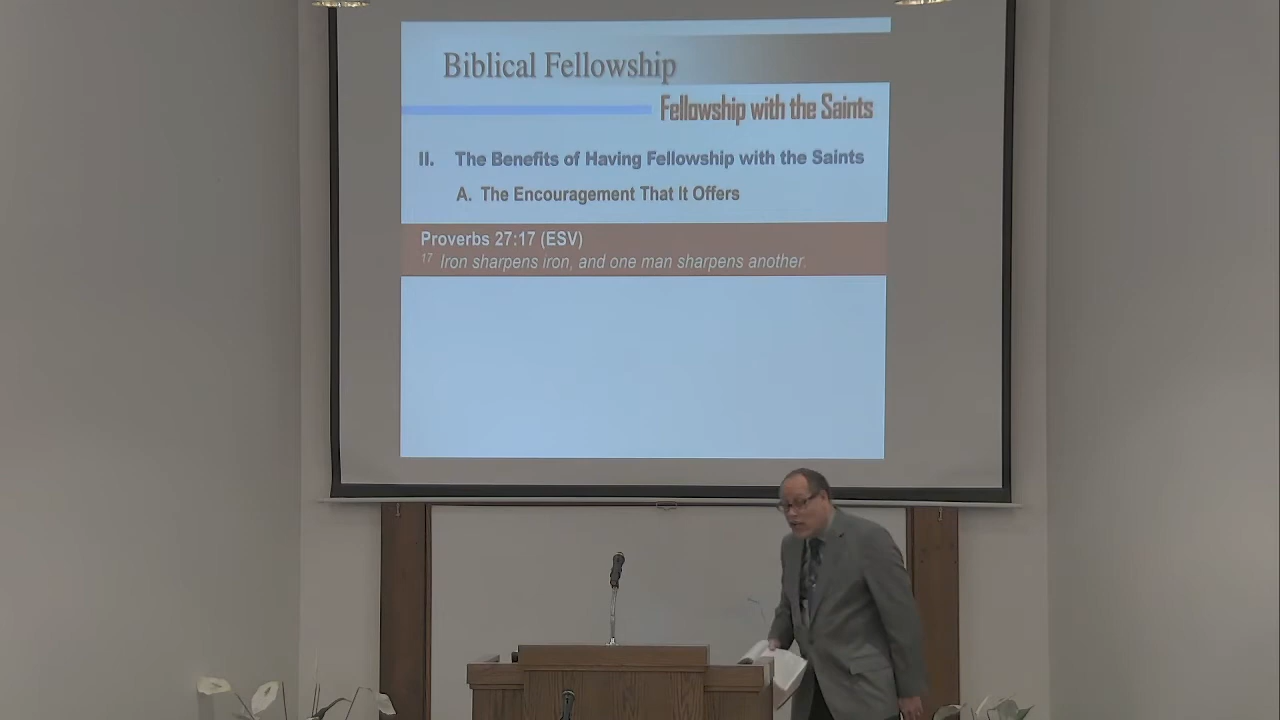 Biblical Fellowship
Fellowship with the Saints
II. The Benefits of Having Fellowship with the Saints
A. The Encouragement That It Offers
Proverbs 27:17 (ESV)
17 Iron sharpens iron, and one man sharpens another.